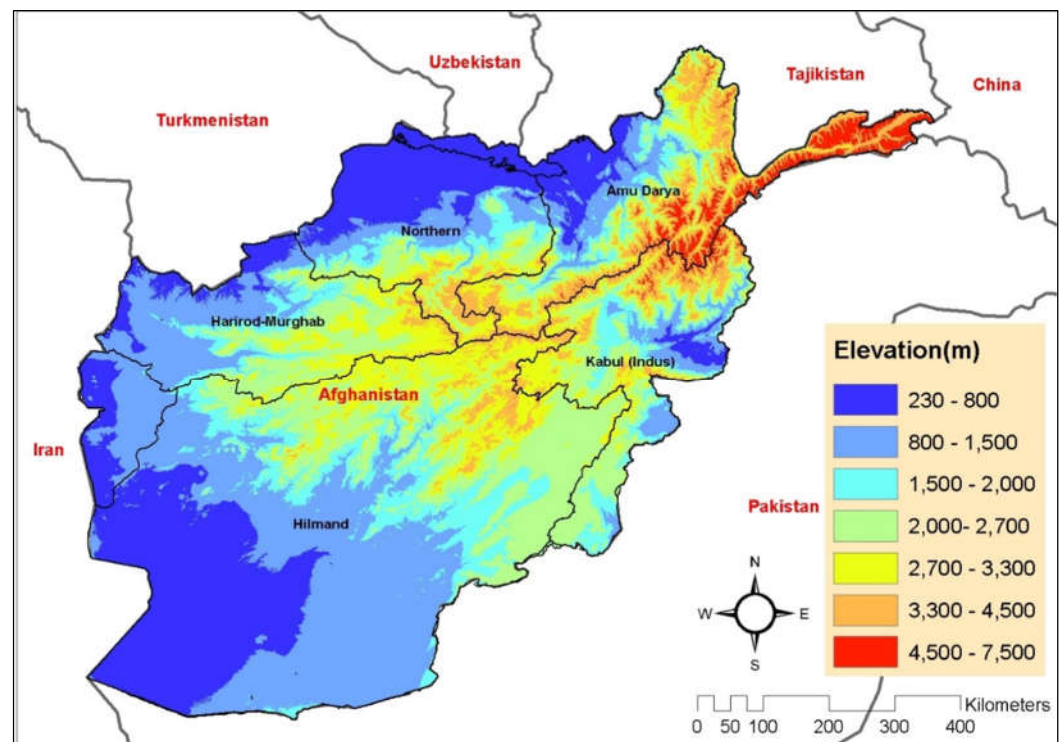 Uzbekistan
Tajikistan
China
Turkmenistan
Amu Darya
Northern
Harirod-Murghab
Kabul (Indus)
Afghanistan
Iran
Hilmand
Pakistan
Elevation(m)
230 - 800
800 - 1,500
1,500 - 2,000
2,000- 2,700
2,700 - 3,300
3,300 - 4,500
4,500 - 7,500
N
W E
S
Kilometers
0 50 100 200 300 400